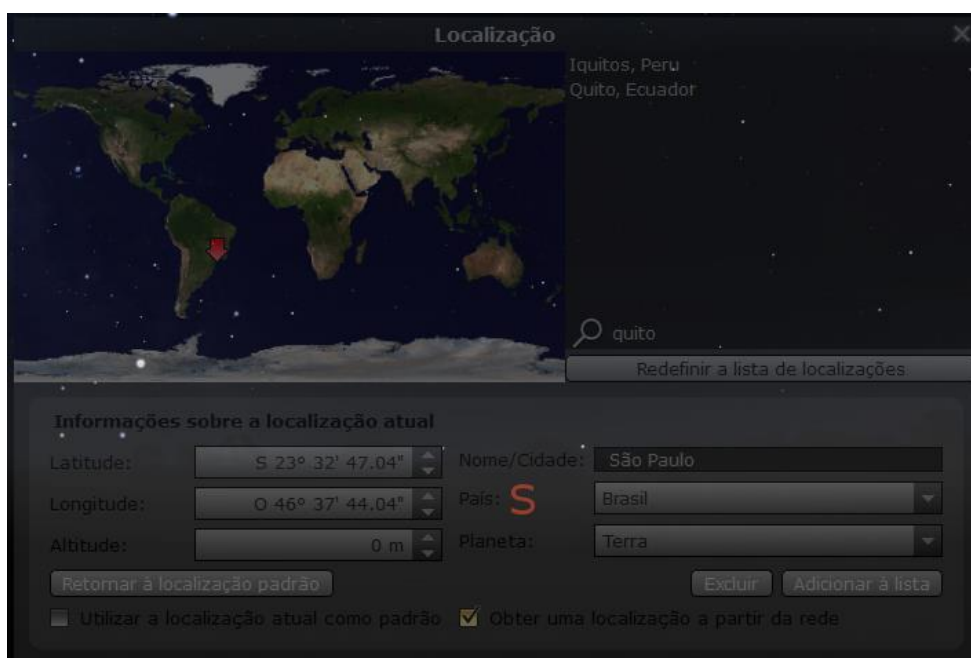 Localização
Iquitos, Peru
Quito, Ecuador
quito
Redefinir a lista de localizações
Informações sobre a localização atual
Latitude: S 23° 32' 47.04" Nome/Cidade: São Paulo
Longitude: O 46° 37' 44.04" País: S Brasil
Altitude: 0 m Planeta: Terra
Retornar à localização padrão Excluir Adicionar à lista
Utilizar a localização atual como padrão Obter uma localização a partir da rede